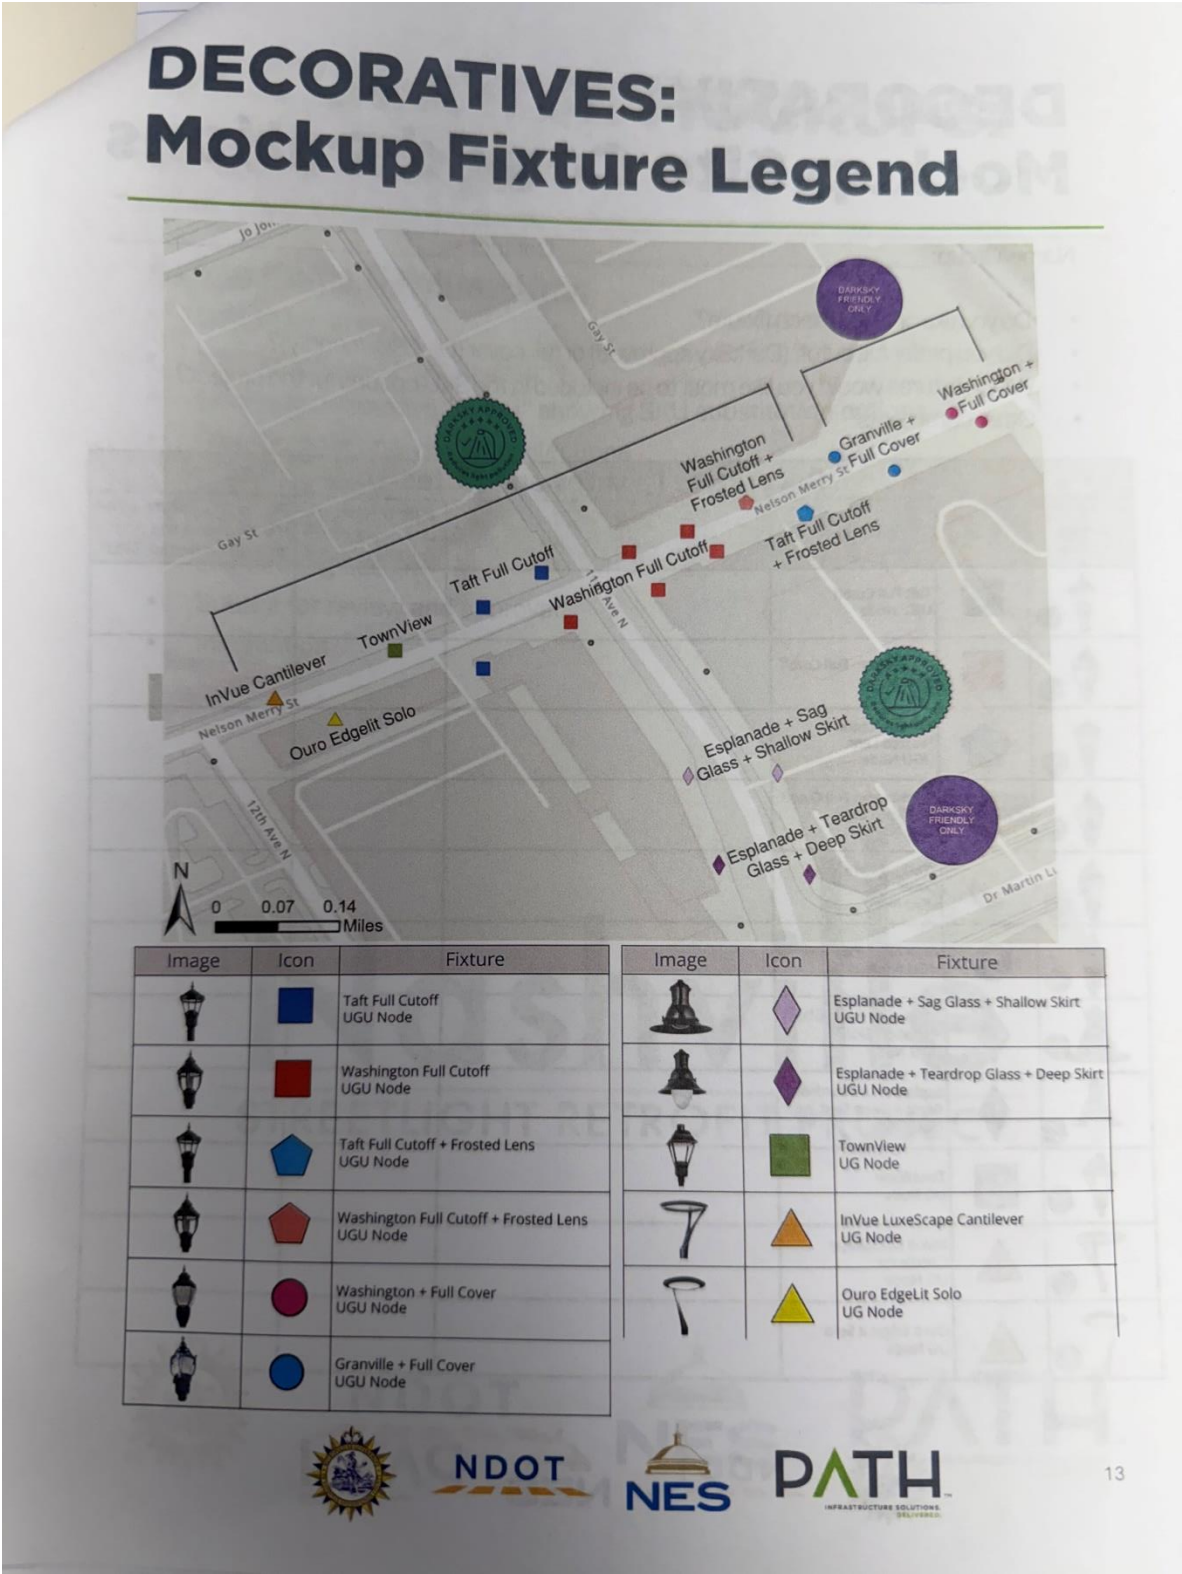 DECORATIVES:
Mockup Fixture Legend
Gay St
DARKSKY
FRIENDLY
ONLY
Washington +
Full Cover
DARKSKY APPROVED
Granville +
Full Cover
Washington
Full Cutoff +
Frosted Lens
Nelson Merry St
Taft Full Cutoff
+ Frosted Lens
Gay St
Taft Full Cutoff
Washington Full Cutoff
11th Ave N
TownView
InVue Cantilever
Nelson Merry St
Ouro Edgelit Solo
DARKSKY APPROVED
Esplanade + Sag
Glass + Shallow Skirt
12th Ave N
DARKSKY
FRIENDLY
ONLY
Esplanade + Teardrop
Glass + Deep Skirt
Dr Martin
N
0 0.07 0.14
Miles
Image Icon Fixture
Taft Full Cutoff
UGU Node
Washington Full Cutoff
UGU Node
Taft Full Cutoff + Frosted Lens
UGU Node
Washington Full Cutoff + Frosted Lens
UGU Node
Washington + Full Cover
UGU Node
Granville + Full Cover
UGU Node
Image Icon Fixture
Esplanade + Sag Glass + Shallow Skirt
UGU Node
Esplanade + Teardrop Glass + Deep Skirt
UGU Node
TownView
UG Node
InVue LuxeScape Cantilever
UG Node
Ouro EdgeLit Solo
UG Node
NDOT
NES
PATH
INFRASTRUCTURE SOLUTIONS.
DELIVERED.
13